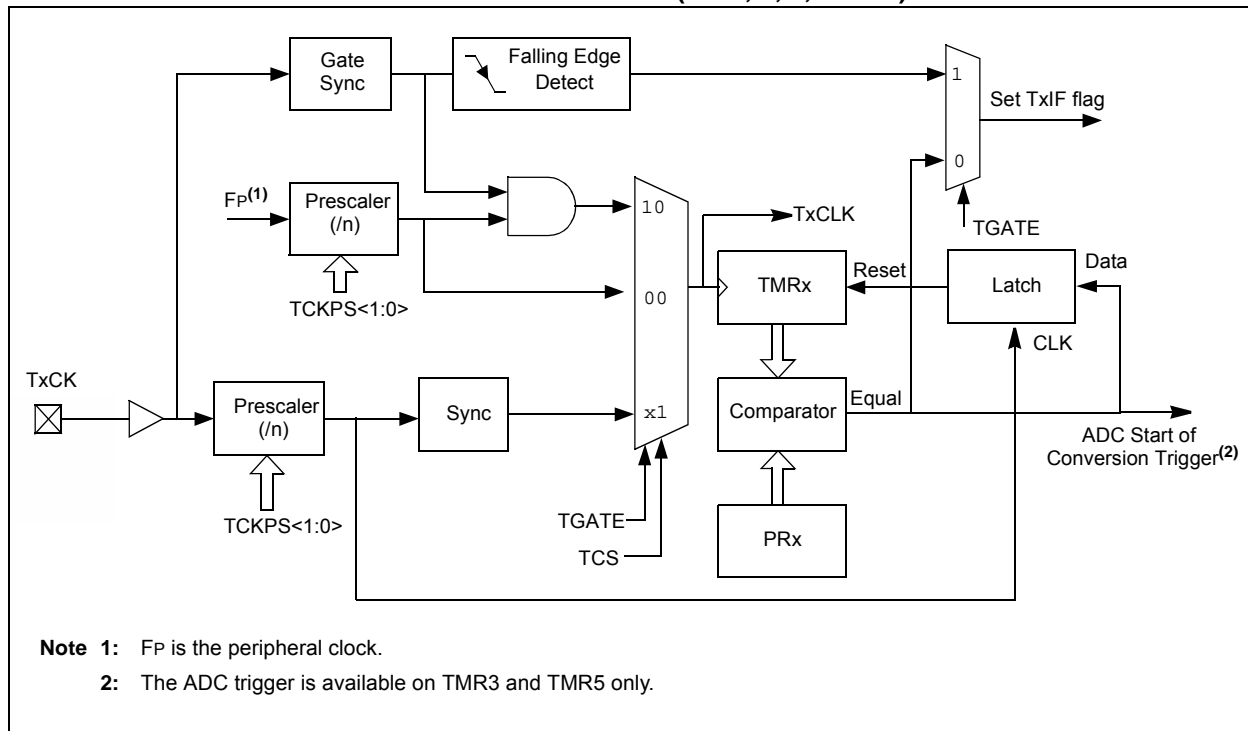 Gate
Sync
Falling Edge
Detect
1
Set TxIF flag
0
FP(1)
Prescaler
(/n)
10
TxCLK
TGATE
TCKPS<1:0>
00
TMRx
Reset
Latch
Data
CLK
TxCK
Prescaler
(/n)
Sync
x1
Comparator
Equal
ADC Start of
Conversion Trigger(2)
TCKPS<1:0>
TGATE
TCS
PRx
Note 1: FP is the peripheral clock.
2: The ADC trigger is available on TMR3 and TMR5 only.